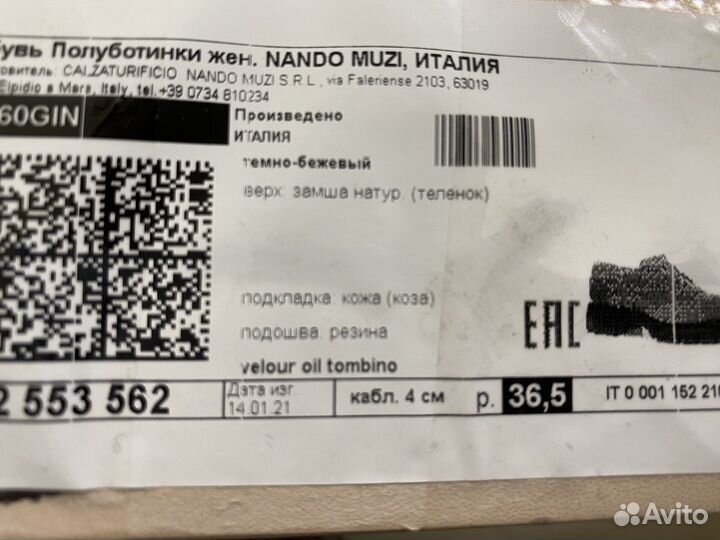 увь Полуботинки жен. NANDO MUZI, ИТАЛИЯ
овитель: CALZATURIFICIO NANDO MUZI S.R.L., via Faleriense 2103, 63019
Elpidio a Mare, Italy, tel.+39 0734 810234
60GIN
Произведено
ИТАЛИЯ
темно-бежевый
верх: замша натур. (теленок)
подкладка: кожа (коза)
подошва: резина
EAC
velour oil tombino
2 553 562
Дата изг.
14.01.21
кабл. 4 см
р. 36,5
IT 0 001 152 210
Avito